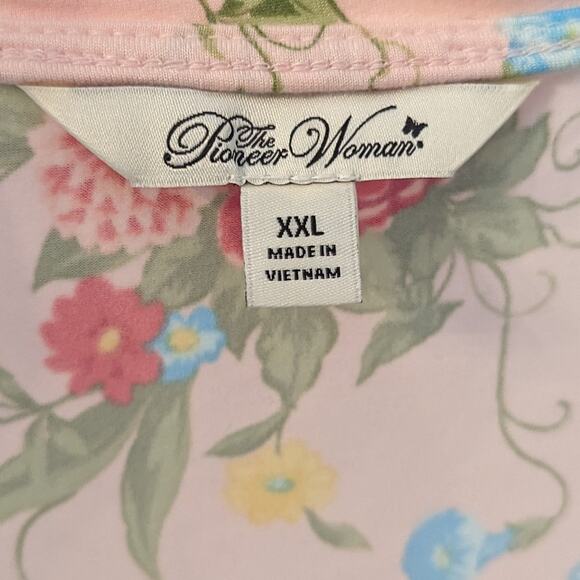 The
Pioneer Woman
XXL
MADE IN
VIETNAM